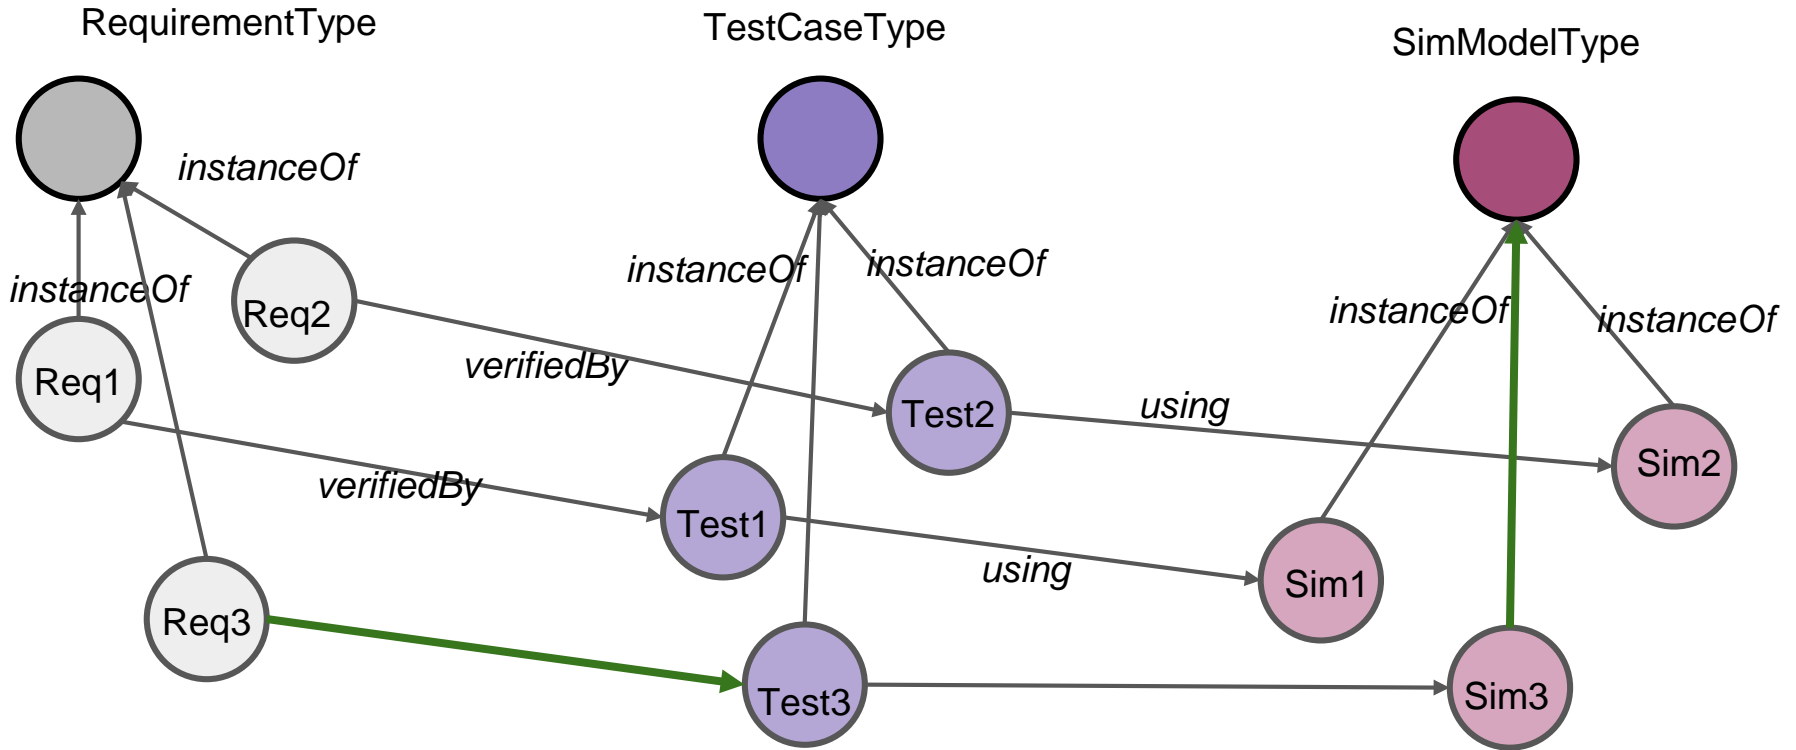 RequirementType
TestCaseType
SimModelType
instanceOf
instanceOf
instanceOf
instanceOf
instanceOf
instanceOf
Req2
verifiedBy
Req1
Test2
using
Sim2
verifiedBy
Test1
using
Sim1
Req3
Test3
Sim3